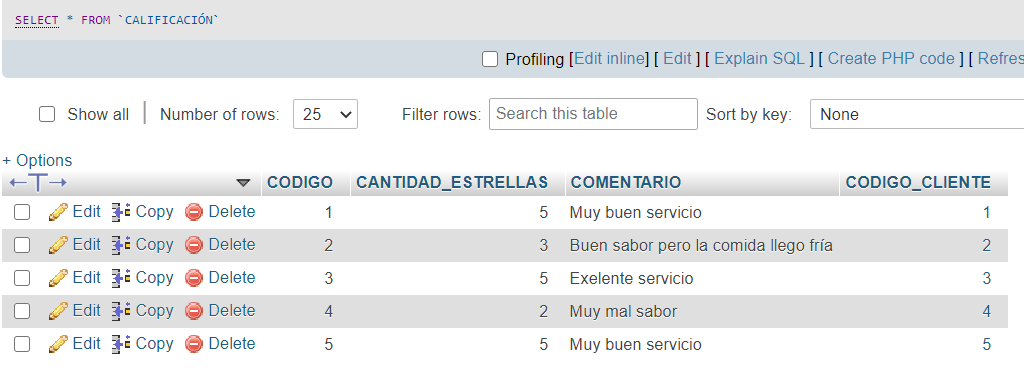 SELECT * FROM `CALIFICACIÓN`
Profiling [Edit inline] [ Edit ] [ Explain SQL ] [ Create PHP code ] [ Refres
Show all | Number of rows: 25 Filter rows: Search this table Sort by key: None
+ Options
←T→ CODIGO CANTIDAD_ESTRELLAS COMENTARIO CODIGO_CLIENTE
Edit Copy Delete 1 5 Muy buen servicio 1
Edit Copy Delete 2 3 Buen sabor pero la comida llego fría 2
Edit Copy Delete 3 5 Exelente servicio 3
Edit Copy Delete 4 2 Muy mal sabor 4
Edit Copy Delete 5 5 Muy buen servicio 5